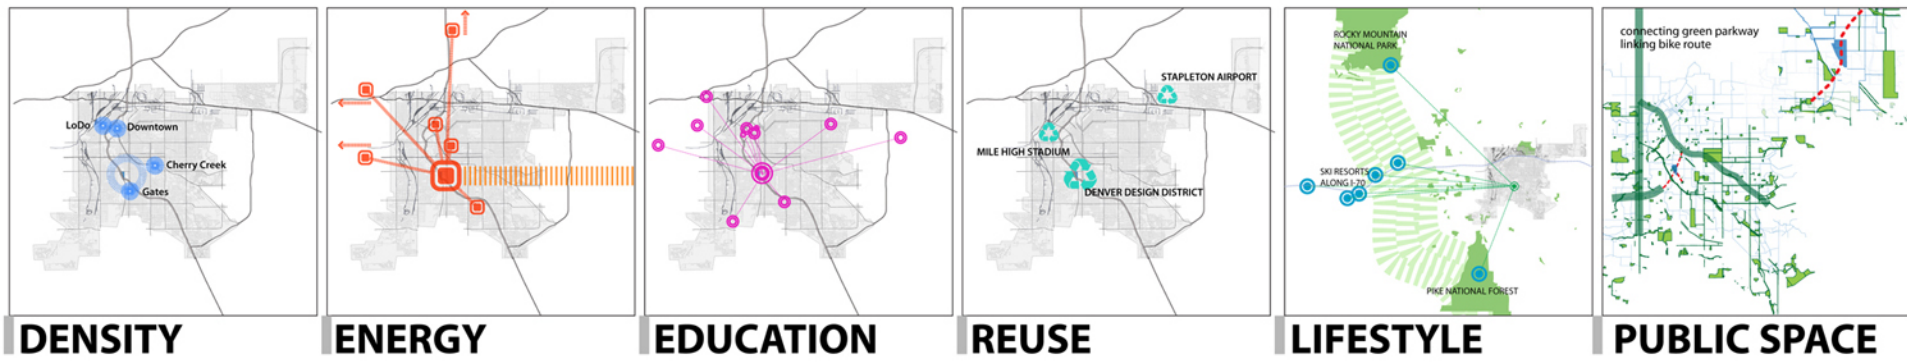 LoDo
Downtown
Cherry Creek
Gates
DENSITY
ENERGY
EDUCATION
STAPLETON AIRPORT
MILE HIGH STADIUM
DENVER DESIGN DISTRICT
REUSE
ROCKY MOUNTAIN
NATIONAL PARK
SKI RESORTS
ALONG I-70
PIKE NATIONAL FOREST
LIFESTYLE
connecting green parkway
linking bike route
PUBLIC SPACE